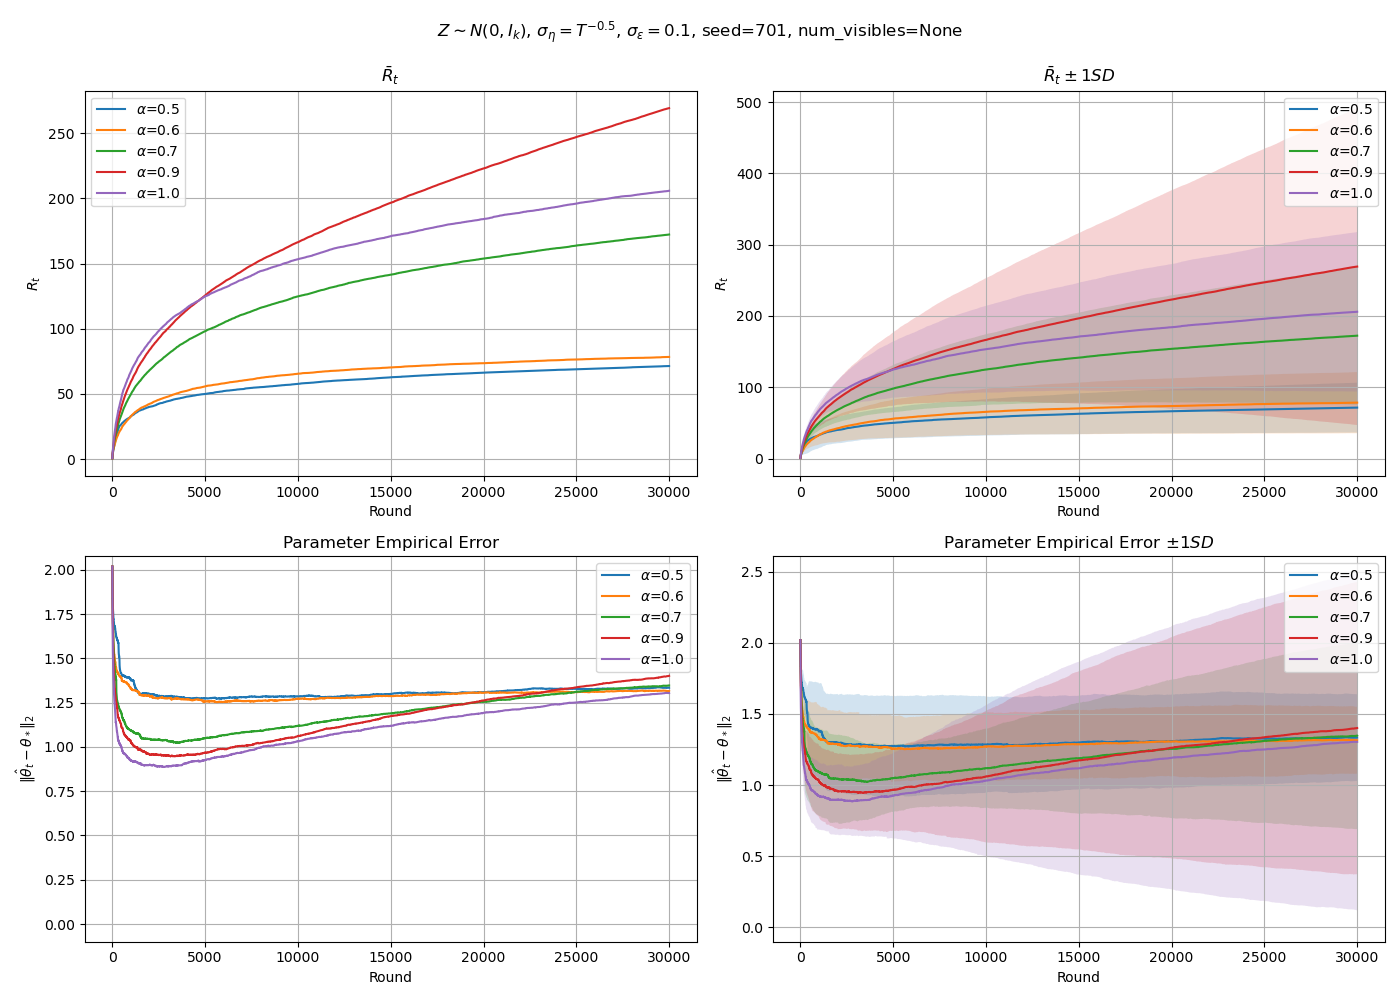 Z ~ N(0, I_k), σ_η = T^{−0.5}, σ_ε = 0.1, seed=701, num_visibles=None
R̄_t
R_t
250
200
150
100
50
0
α=0.5
α=0.6
α=0.7
α=0.9
α=1.0
0 5000 10000 15000 20000 25000 30000
Round
R̄_t ± 1SD
R_t
500
400
300
200
100
0
α=0.5
α=0.6
α=0.7
α=0.9
α=1.0
0 5000 10000 15000 20000 25000 30000
Round
Parameter Empirical Error
‖θ̂_t − θ_*‖_2
2.00
1.75
1.50
1.25
1.00
0.75
0.50
0.25
0.00
α=0.5
α=0.6
α=0.7
α=0.9
α=1.0
0 5000 10000 15000 20000 25000 30000
Round
Parameter Empirical Error ±1SD
‖θ̂_t − θ_*‖_2
2.5
2.0
1.5
1.0
0.5
0.0
α=0.5
α=0.6
α=0.7
α=0.9
α=1.0
0 5000 10000 15000 20000 25000 30000
Round